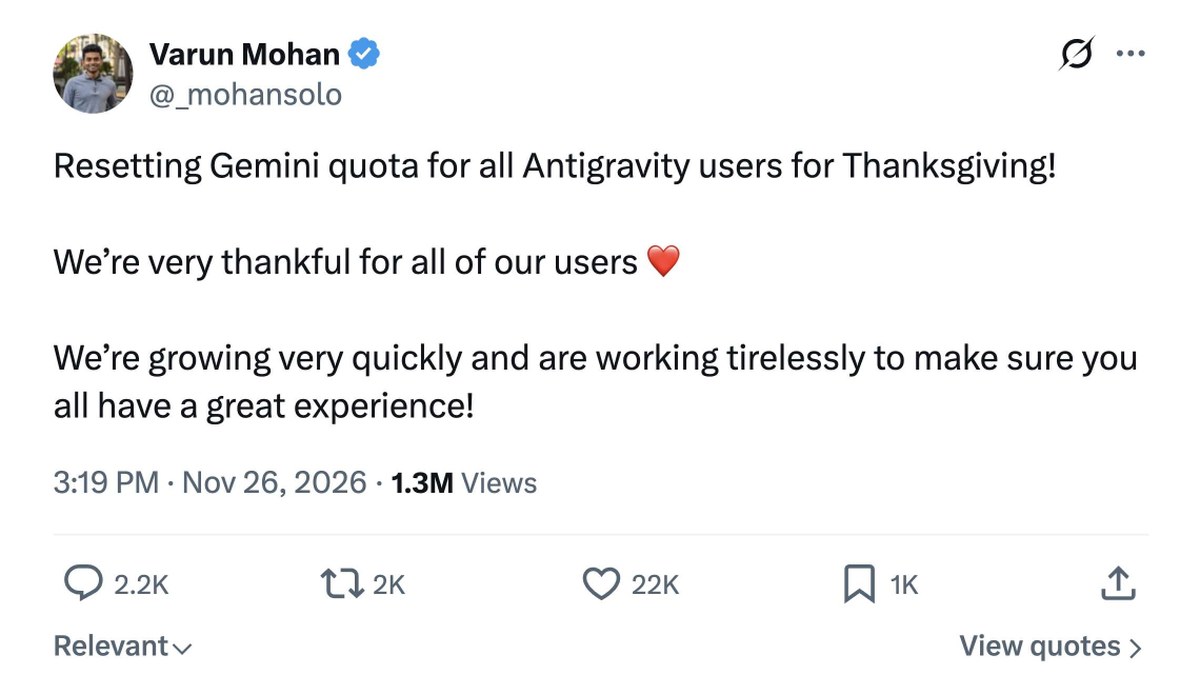 Varun Mohan
@_mohansolo
Resetting Gemini quota for all Antigravity users for Thanksgiving!
We’re very thankful for all of our users ❤️
We’re growing very quickly and are working tirelessly to make sure you
all have a great experience!
3:19 PM · Nov 26, 2026 · 1.3M Views
2.2K 2K 22K 1K
Relevant View quotes